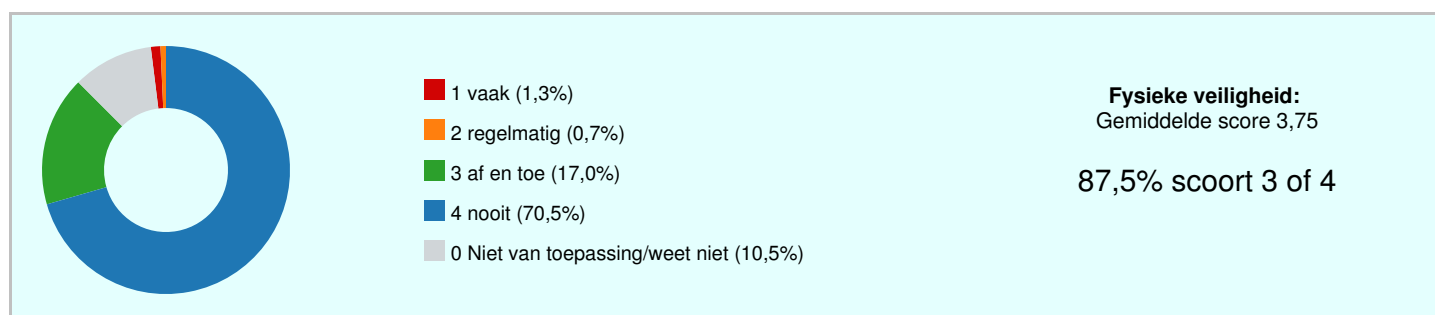 1 vaak (1,3%)
2 regelmatig (0,7%)
3 af en toe (17,0%)
4 nooit (70,5%)
0 Niet van toepassing/weet niet (10,5%)
Fysieke veiligheid:
Gemiddelde score 3,75
87,5% scoort 3 of 4